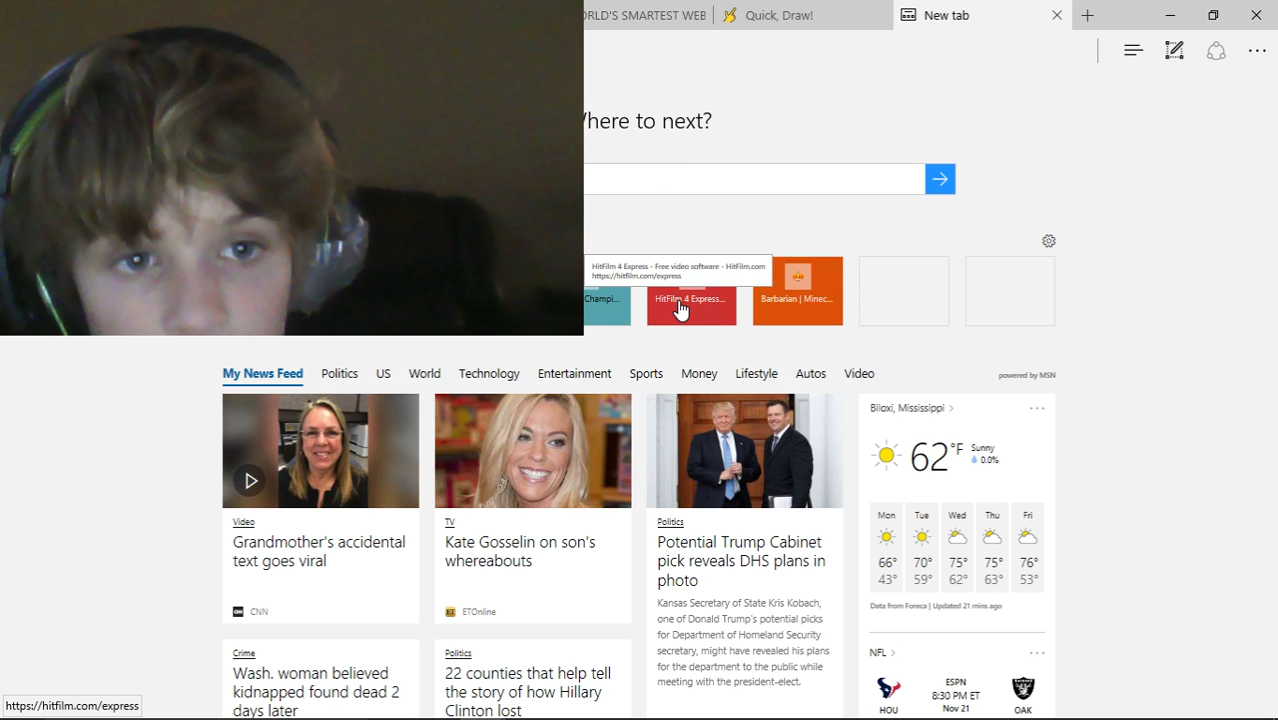 ORLD'S SMARTEST WEB
Quick, Draw!
New tab
Where to next?
HitFilm 4 Express - Free video software - HitFilm.com
https://hitfilm.com/express
Champi...
HitFilm 4 Express...
Barbarian | Minec...
My News Feed Politics US World Technology Entertainment Sports Money Lifestyle Autos Video
powered by MSN
Video
Grandmother's accidental
text goes viral
CNN
TV
Kate Gosselin on son's
whereabouts
ETOnline
Politics
Potential Trump Cabinet
pick reveals DHS plans in
photo
Kansas Secretary of State Kris Kobach,
one of Donald Trump's potential picks
for Department of Homeland Security
secretary, might have revealed his plans
for the department to the public while
meeting with the president-elect.
Biloxi, Mississippi >
62°F
Sunny
0.0%
Mon Tue Wed Thu Fri
66° 70° 75° 75° 76°
43° 59° 62° 63° 53°
Data from Foreca | Updated 21 mins ago
Crime
Wash. woman believed
kidnapped found dead 2
days later
Politics
22 counties that help tell
the story of how Hillary
Clinton lost
NFL >
ESPN
8:30 PM ET
Nov 21
HOU
OAK
https://hitfilm.com/express